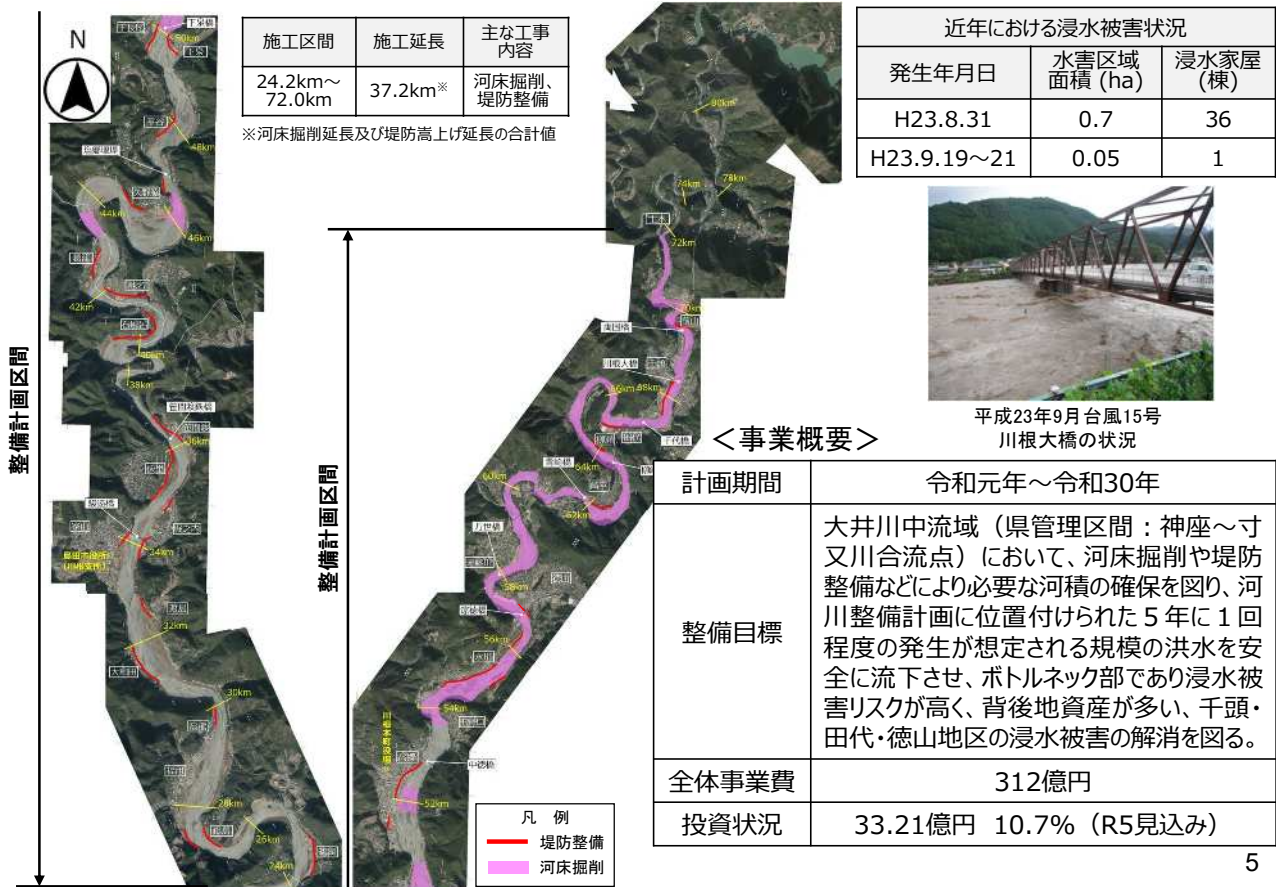 N
施工区間
施工延長
主な工事
内容
24.2km～
72.0km
37.2km※
河床掘削、
堤防整備
※河床掘削延長及び堤防嵩上げ延長の合計値
近年における浸水被害状況
発生年月日
水害区域
面積 (ha)
浸水家屋
(棟)
H23.8.31
0.7
36
H23.9.19～21
0.05
1
平成23年9月台風15号
川根大橋の状況
整備計画区間
48km
46km
44km
42km
38km
36km
34km
32km
30km
28km
26km
24km
整備計画区間
80km
78km
74km
72km
川根大橋
64km
62km
60km
58km
56km
54km
52km
中徳橋
凡 例
堤防整備
河床掘削
＜事業概要＞
計画期間
令和元年～令和30年
整備目標
大井川中流域（県管理区間：神座～寸
又川合流点）において、河床掘削や堤防
整備などにより必要な河積の確保を図り、河
川整備計画に位置付けられた５年に１回
程度の発生が想定される規模の洪水を安
全に流下させ、ボトルネック部であり浸水被
害リスクが高く、背後地資産が多い、千頭・
田代・徳山地区の浸水被害の解消を図る。
全体事業費
312億円
投資状況
33.21億円 10.7%（R5見込み）
5